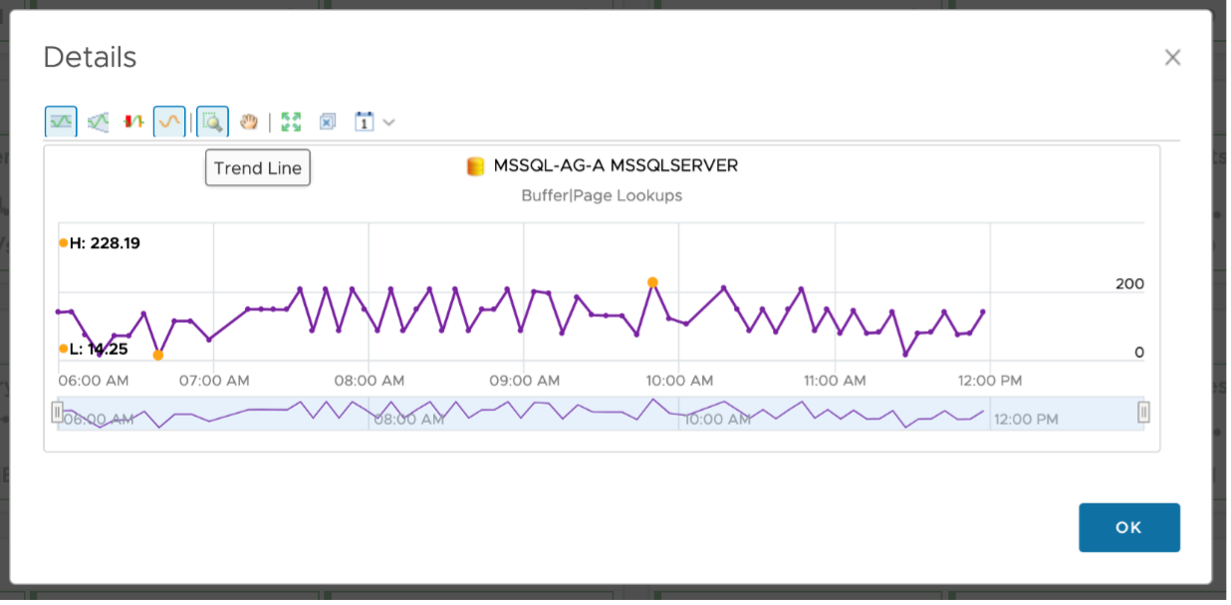 Details
1
Trend Line
MSSQL-AG-A MSSQLSERVER
Buffer|Page Lookups
H: 228.19
200
L: 14.25
0
06:00 AM 07:00 AM 08:00 AM 09:00 AM 10:00 AM 11:00 AM 12:00 PM
06:00 AM 08:00 AM 10:00 AM 12:00 PM
OK